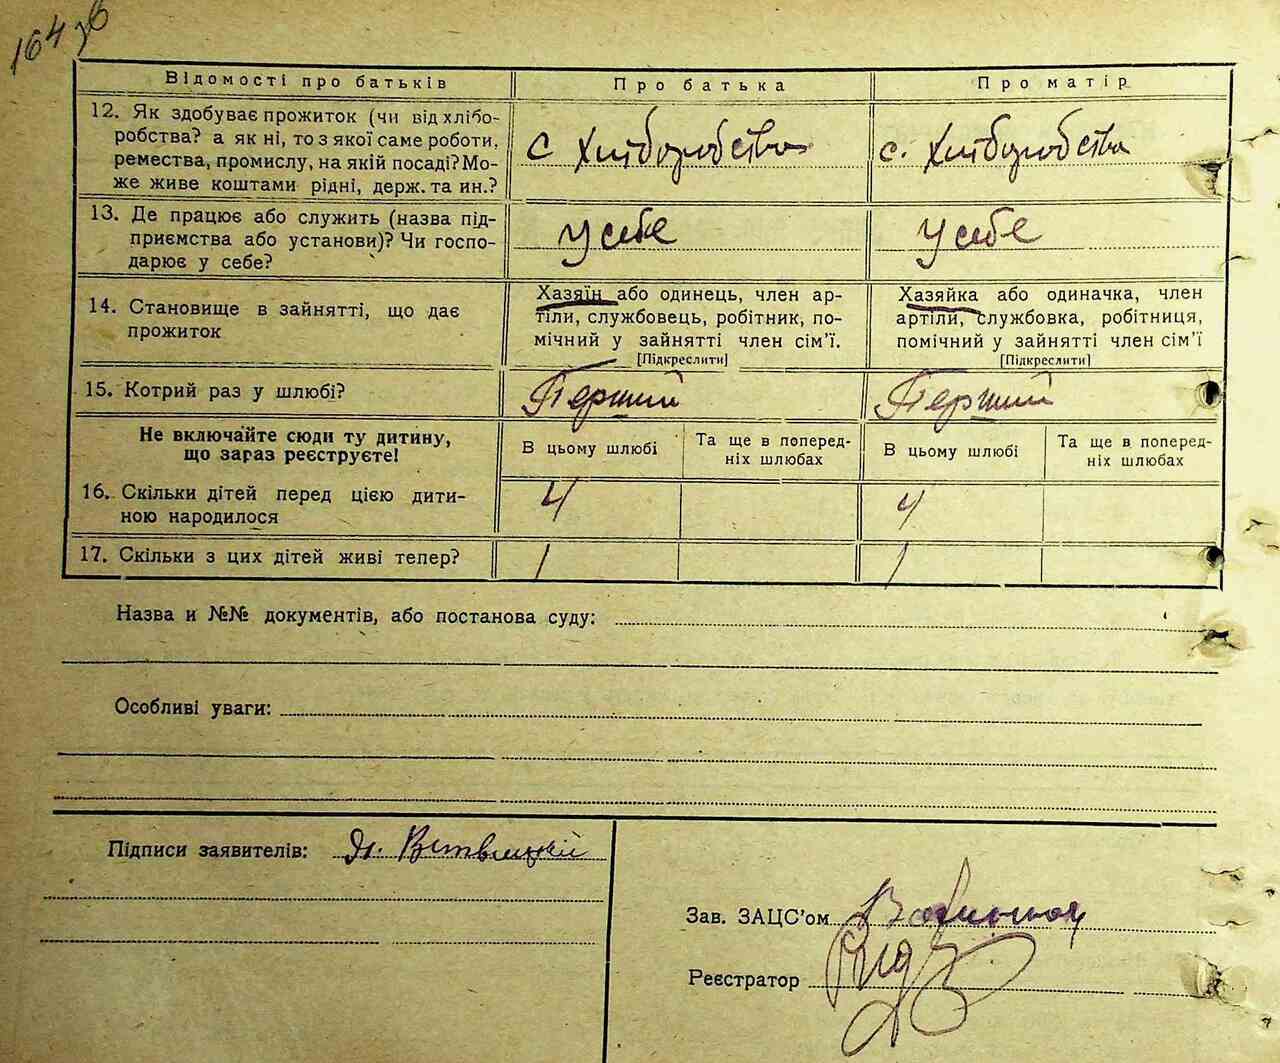 164 зв
Відомості про батьків
Про батька
Про матір
12. Як здобуває прожиток (чи від хлібо-
робства? а як ні, то з якої саме роботи,
ремества, промислу, на якій посаді? Мо-
же живе коштами рідні, держ. та ин.?
с Хліборобства
с. Хліборобства
13. Де працює або служить (назва під-
приємства або установи)? Чи госпо-
дарює у себе?
У себе
У себе
14. Становище в зайнятті, що дає
прожиток
Хазяїн або одинець, член ар-
тіли, службовець, робітник, по-
мічний у зайнятті член сім'ї.
[Підкреслити]
Хазяйка або одиначка, член
артіли, службовка, робітниця,
помічний у зайнятті член сім'ї
[Підкреслити]
15. Котрий раз у шлюбі?
Перший
Перший
Не включайте сюди ту дитину,
що зараз реєструєте!
В цьому шлюбі
Та ще в поперед-
ніх шлюбах
В цьому шлюбі
Та ще в поперед-
ніх шлюбах
16. Скільки дітей перед цією дити-
ною народилося
4
4
17. Скільки з цих дітей живі тепер?
1
1
Назва и №№ документів, або постанова суду:
Особливі уваги:
Підписи заявителів:
Зав. ЗАЦС'ом
Реєстратор